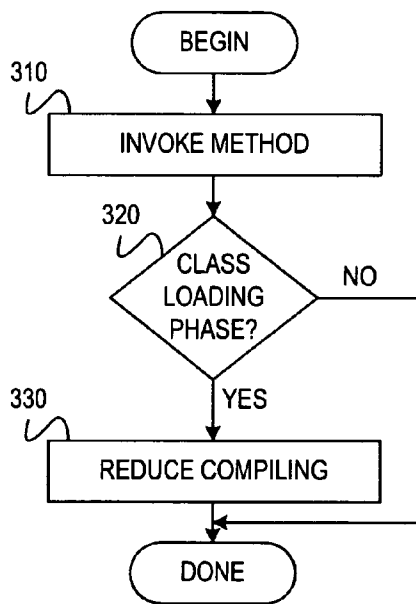 BEGIN
310
INVOKE METHOD
320
CLASS
LOADING
PHASE?
NO
YES
330
REDUCE COMPILING
DONE